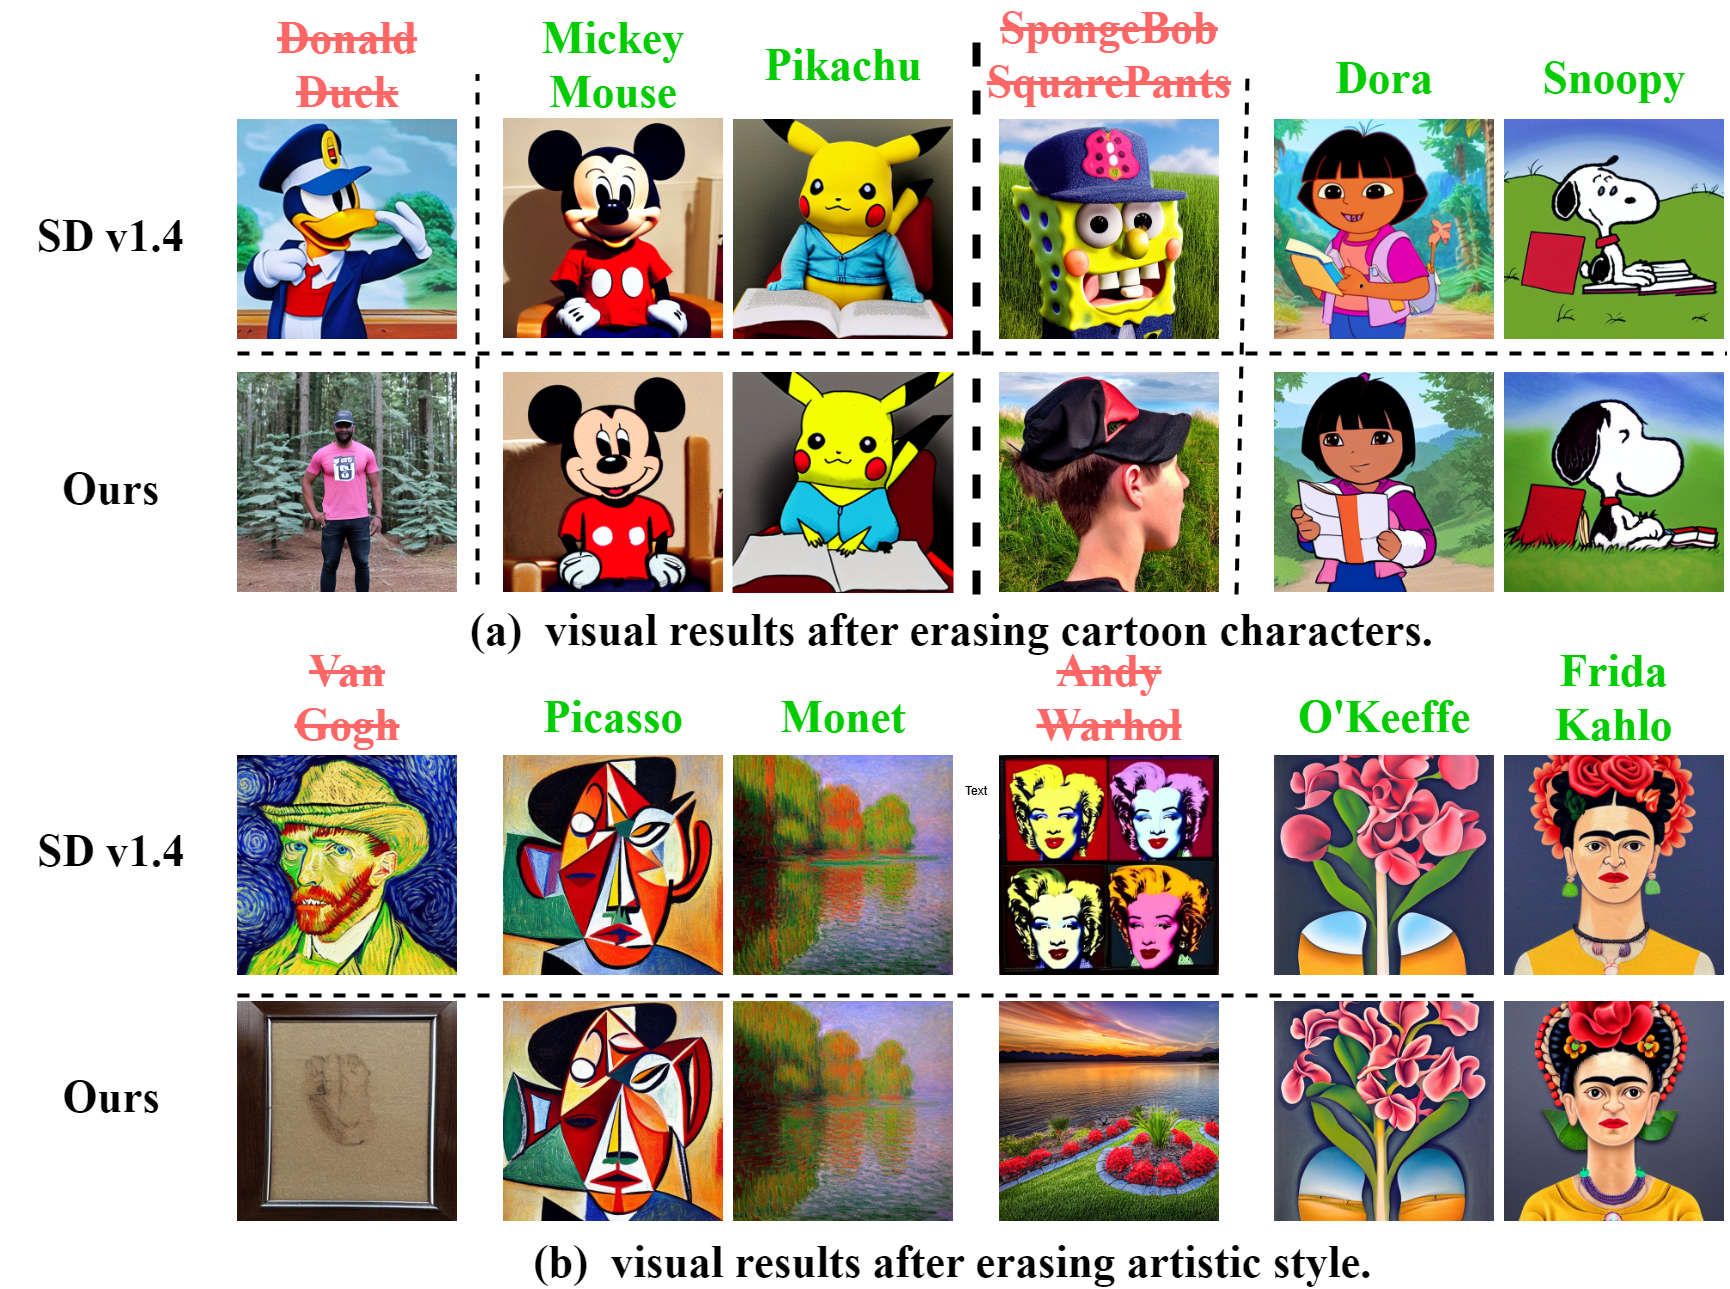 Donald
Duck
Mickey
Mouse
Pikachu
SpongeBob
SquarePants
Dora
Snoopy
SD v1.4
Ours
(a) visual results after erasing cartoon characters.
Van
Gogh
Picasso
Monet
Andy
Warhol
O'Keeffe
Frida
Kahlo
SD v1.4
Text
Ours
(b) visual results after erasing artistic style.